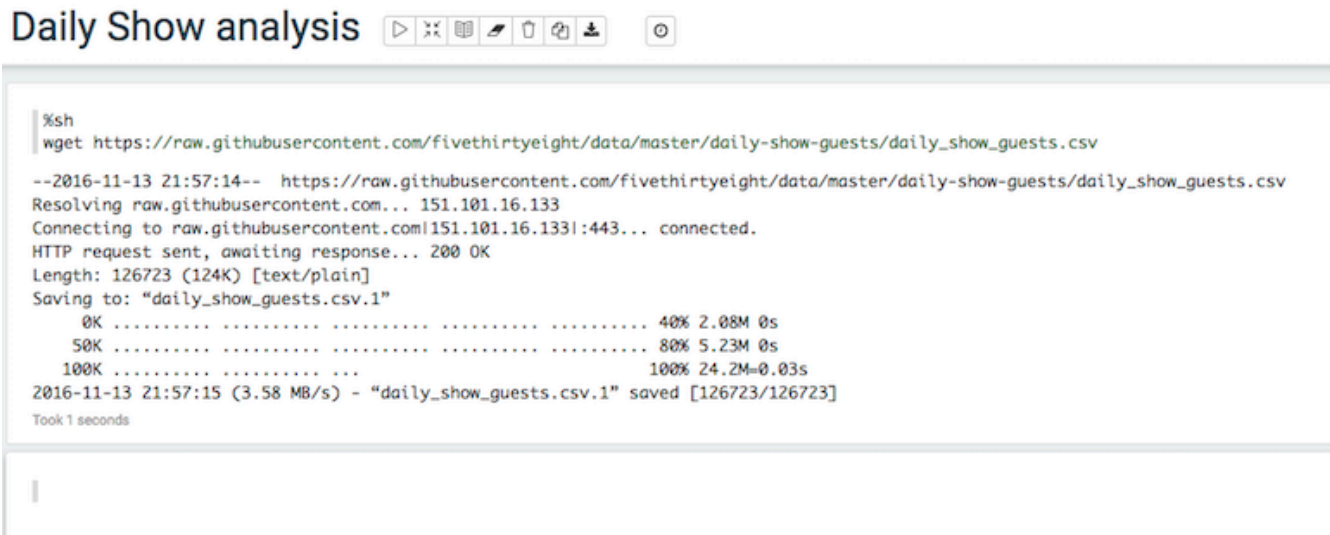 Daily Show analysis
%sh
wget https://raw.githubusercontent.com/fivethirtyeight/data/master/daily-show-guests/daily_show_guests.csv
--2016-11-13 21:57:14-- https://raw.githubusercontent.com/fivethirtyeight/data/master/daily-show-guests/daily_show_guests.csv
Resolving raw.githubusercontent.com... 151.101.16.133
Connecting to raw.githubusercontent.com|151.101.16.133|:443... connected.
HTTP request sent, awaiting response... 200 OK
Length: 126723 (124K) [text/plain]
Saving to: “daily_show_guests.csv.1”
0K .......... .......... .......... .......... .......... 40% 2.08M 0s
50K .......... .......... .......... .......... .......... 80% 5.23M 0s
100K .......... .......... ... 100% 24.2M=0.03s
2016-11-13 21:57:15 (3.58 MB/s) - “daily_show_guests.csv.1” saved [126723/126723]
Took 1 seconds